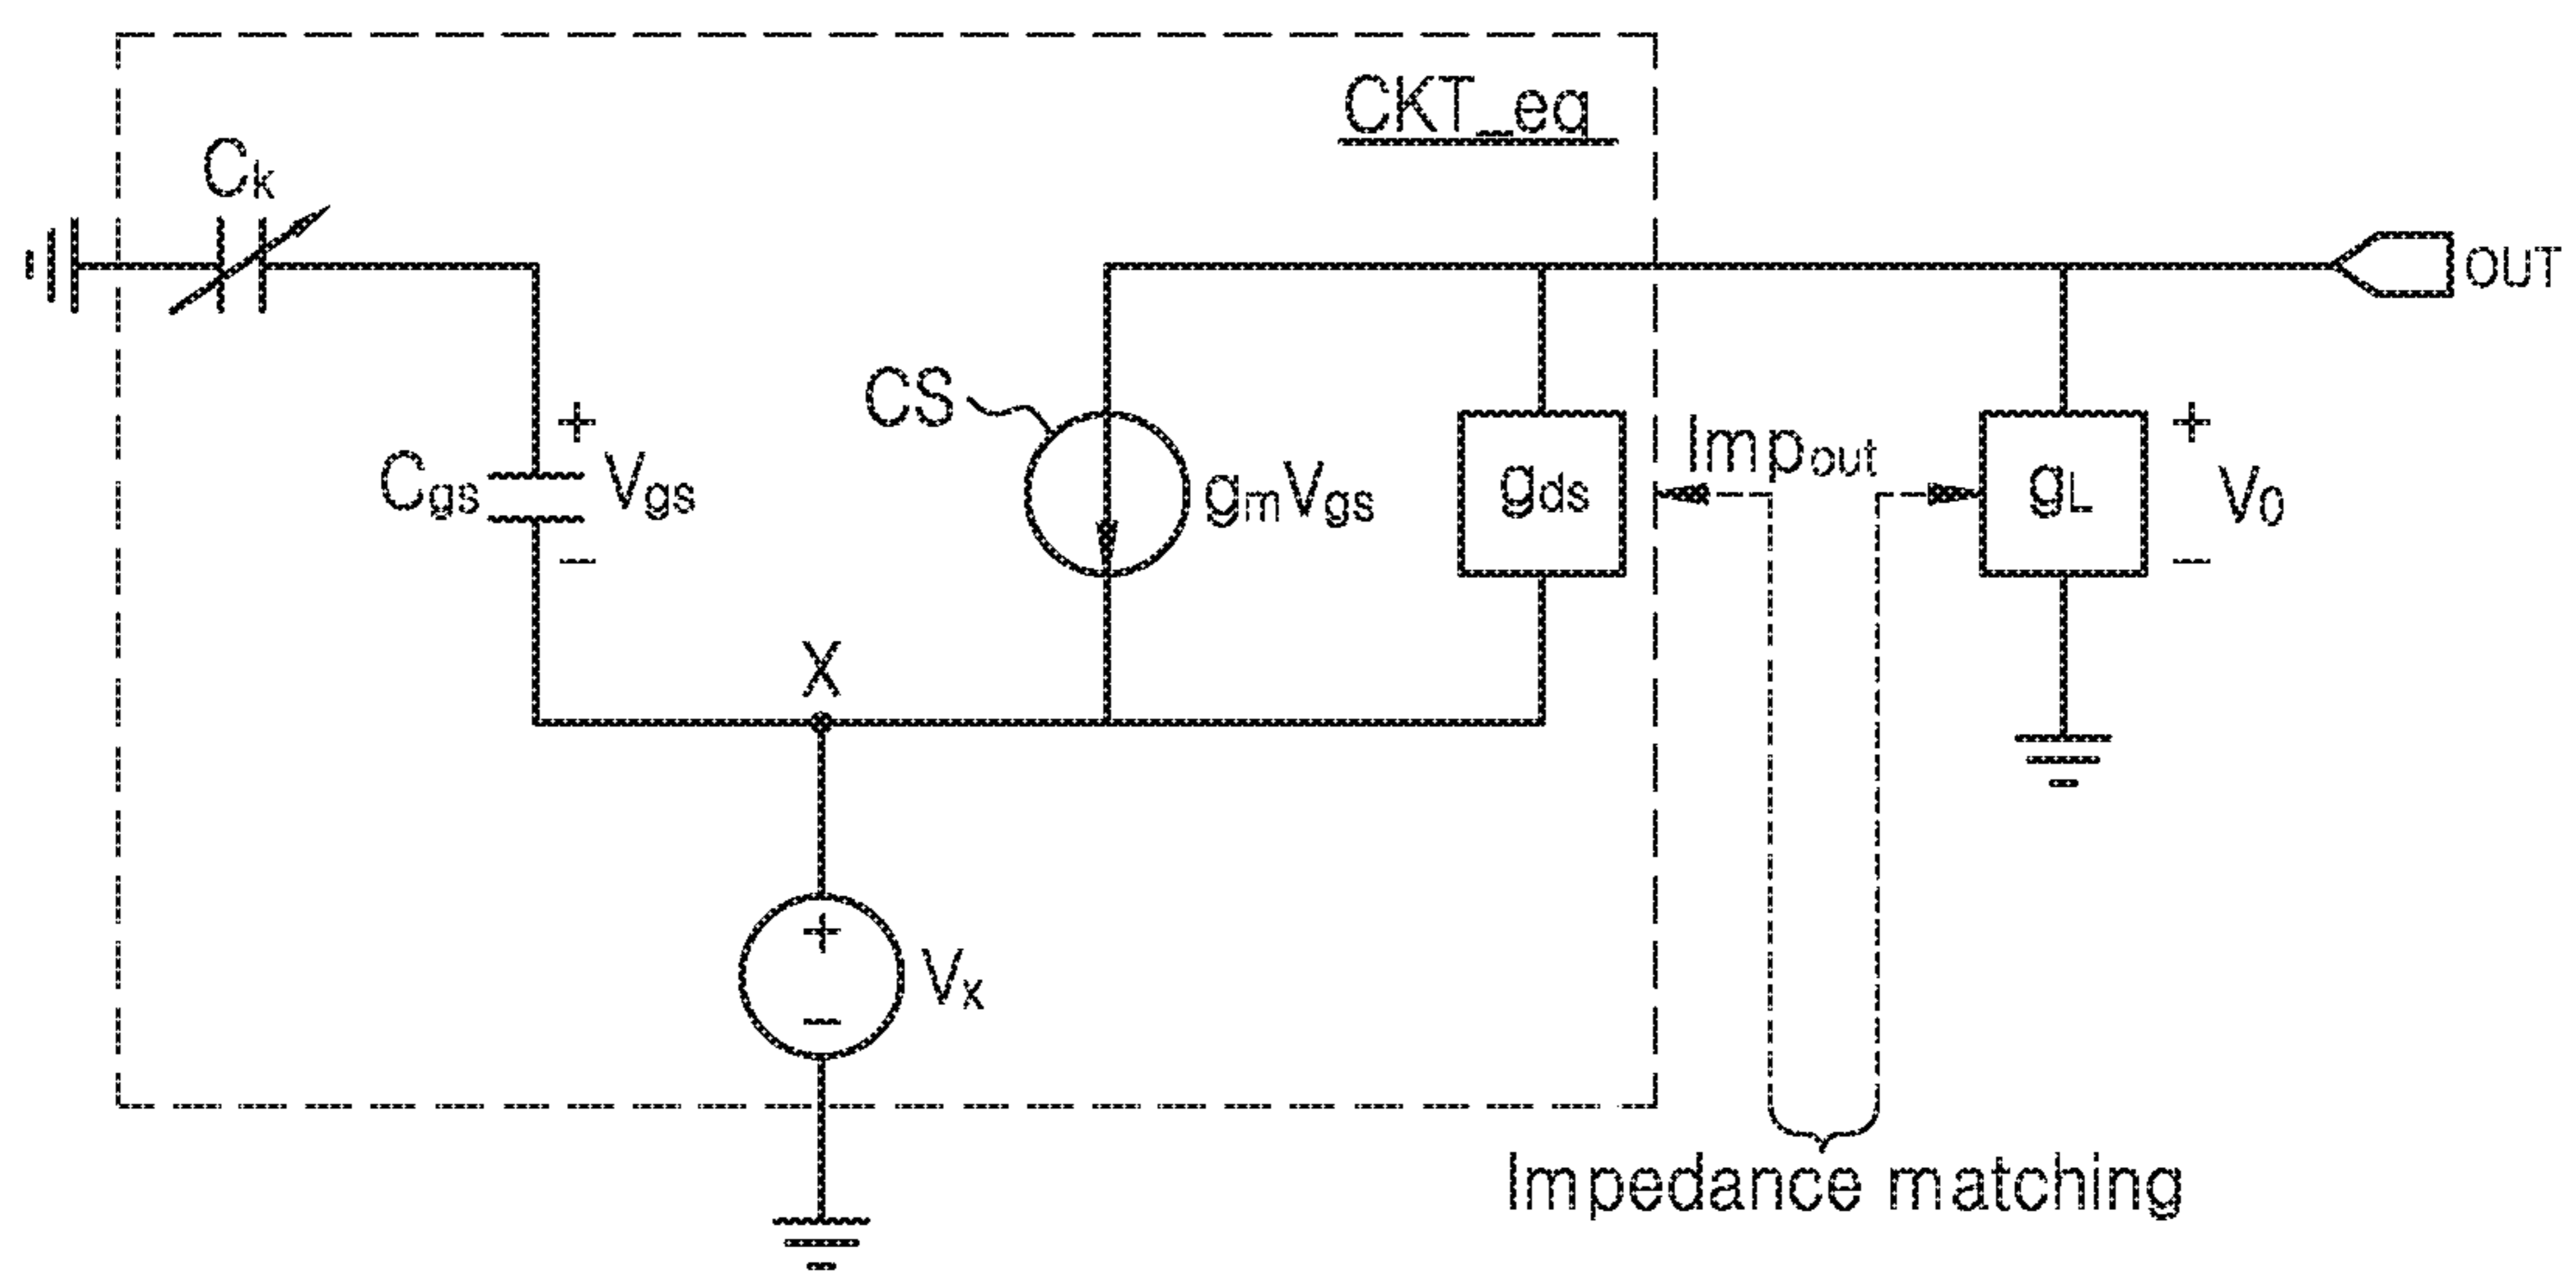 CKT_eq
Ck
OUT
CS
+
Cgs
Vgs
−
gmVgs
gds
Impout
gL
+
V0
−
X
+
−
Vx
Impedance matching